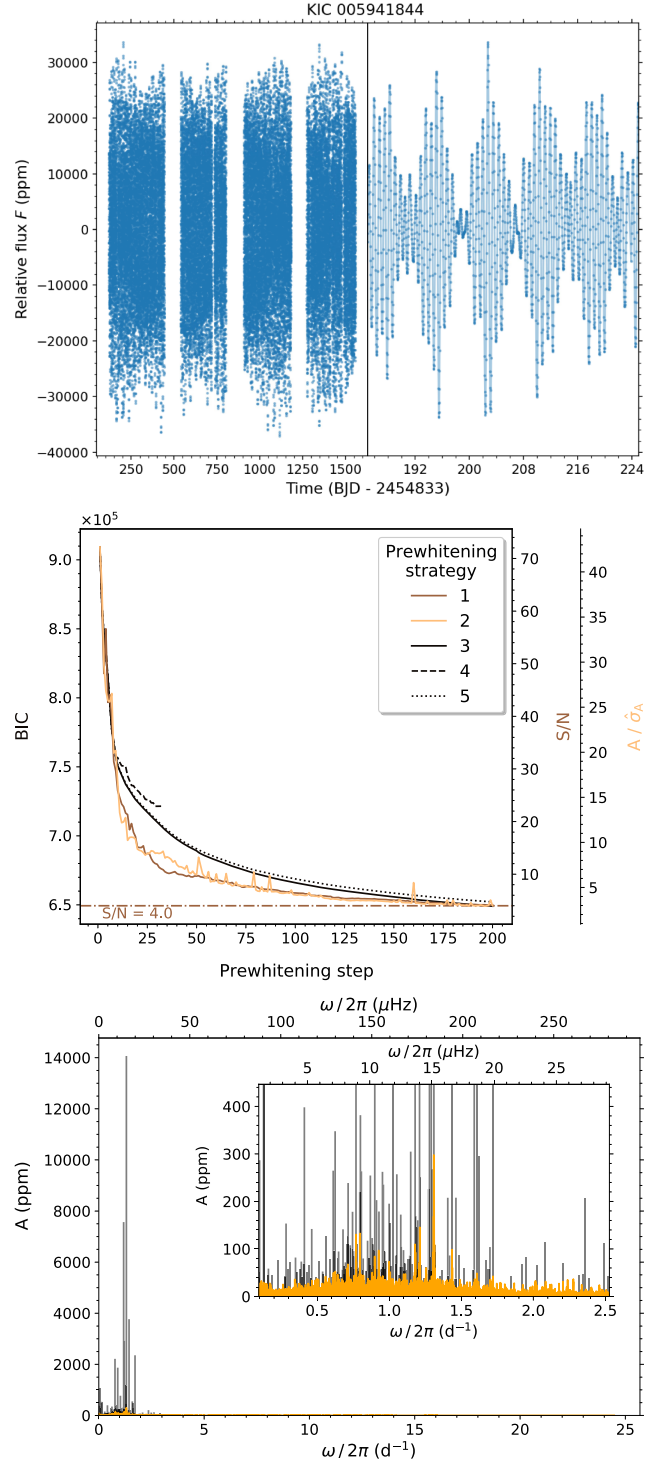 KIC 005941844
30000
20000
10000
0
−10000
−20000
−30000
−40000
Relative flux F (ppm)
250 500 750 1000 1250 1500 192 200 208 216 224
Time (BJD - 2454833)
×10⁵
9.0
8.5
8.0
7.5
7.0
6.5
BIC
Prewhitening
strategy
1
2
3
4
5
70
60
50
40
30
20
10
S/N
40
35
30
25
20
15
10
5
A / σ̂_A
S/N = 4.0
0 25 50 75 100 125 150 175 200
Prewhitening step
ω / 2π (μHz)
0 50 100 150 200 250
14000
12000
10000
8000
6000
4000
2000
0
A (ppm)
ω / 2π (μHz)
5 10 15 20 25
400
300
200
100
0
A (ppm)
0.5 1.0 1.5 2.0 2.5
ω / 2π (d⁻¹)
0 5 10 15 20 25
ω / 2π (d⁻¹)